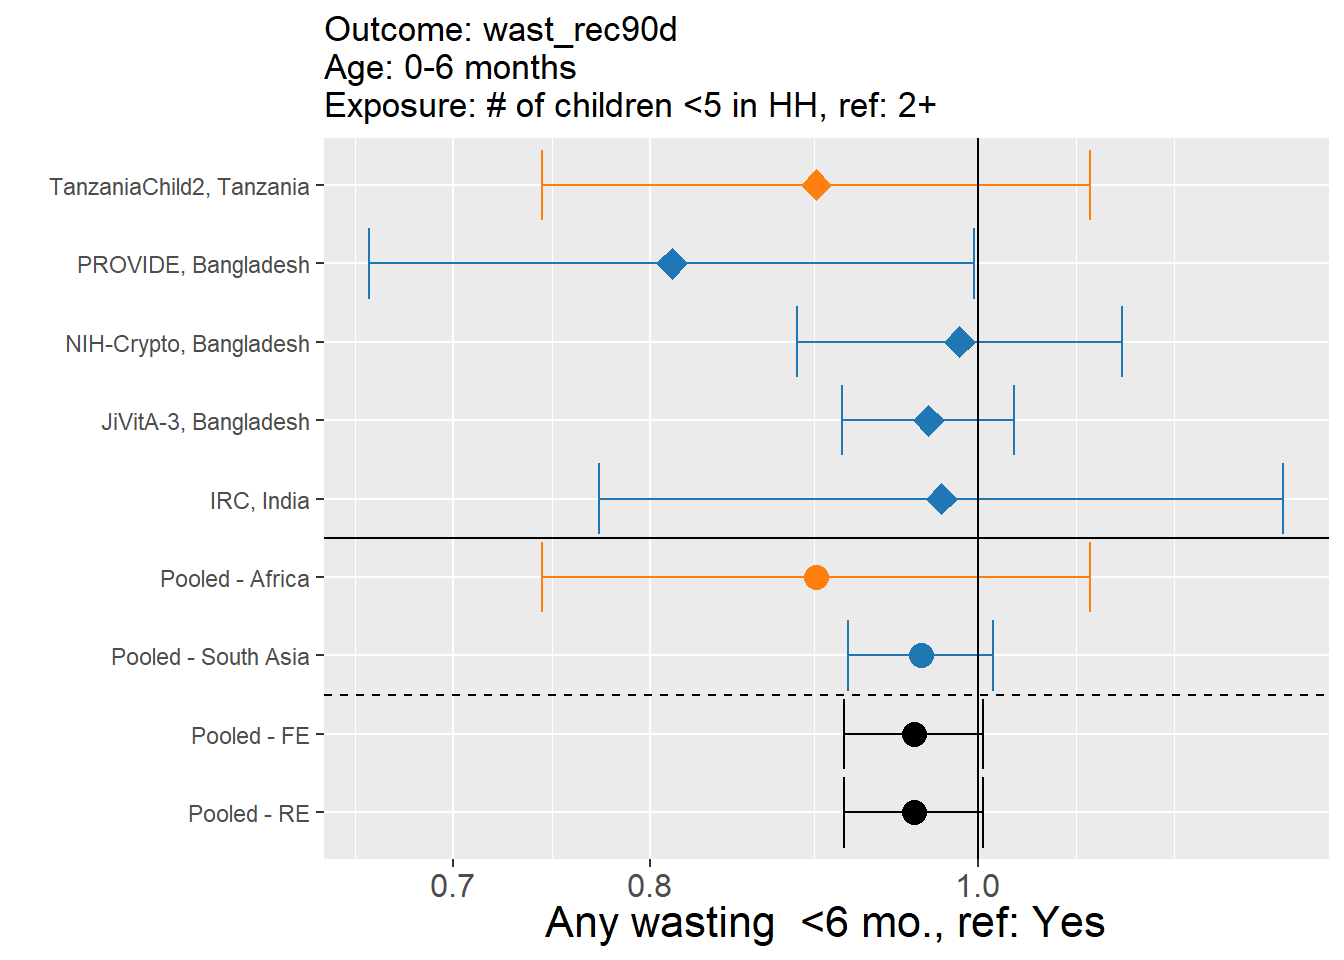 Outcome: wast_rec90d
Age: 0-6 months
Exposure: # of children <5 in HH, ref: 2+
TanzaniaChild2, Tanzania
PROVIDE, Bangladesh
NIH-Crypto, Bangladesh
JiVitA-3, Bangladesh
IRC, India
Pooled - Africa
Pooled - South Asia
Pooled - FE
Pooled - RE
0.7 0.8 1.0
Any wasting  <6 mo., ref: Yes